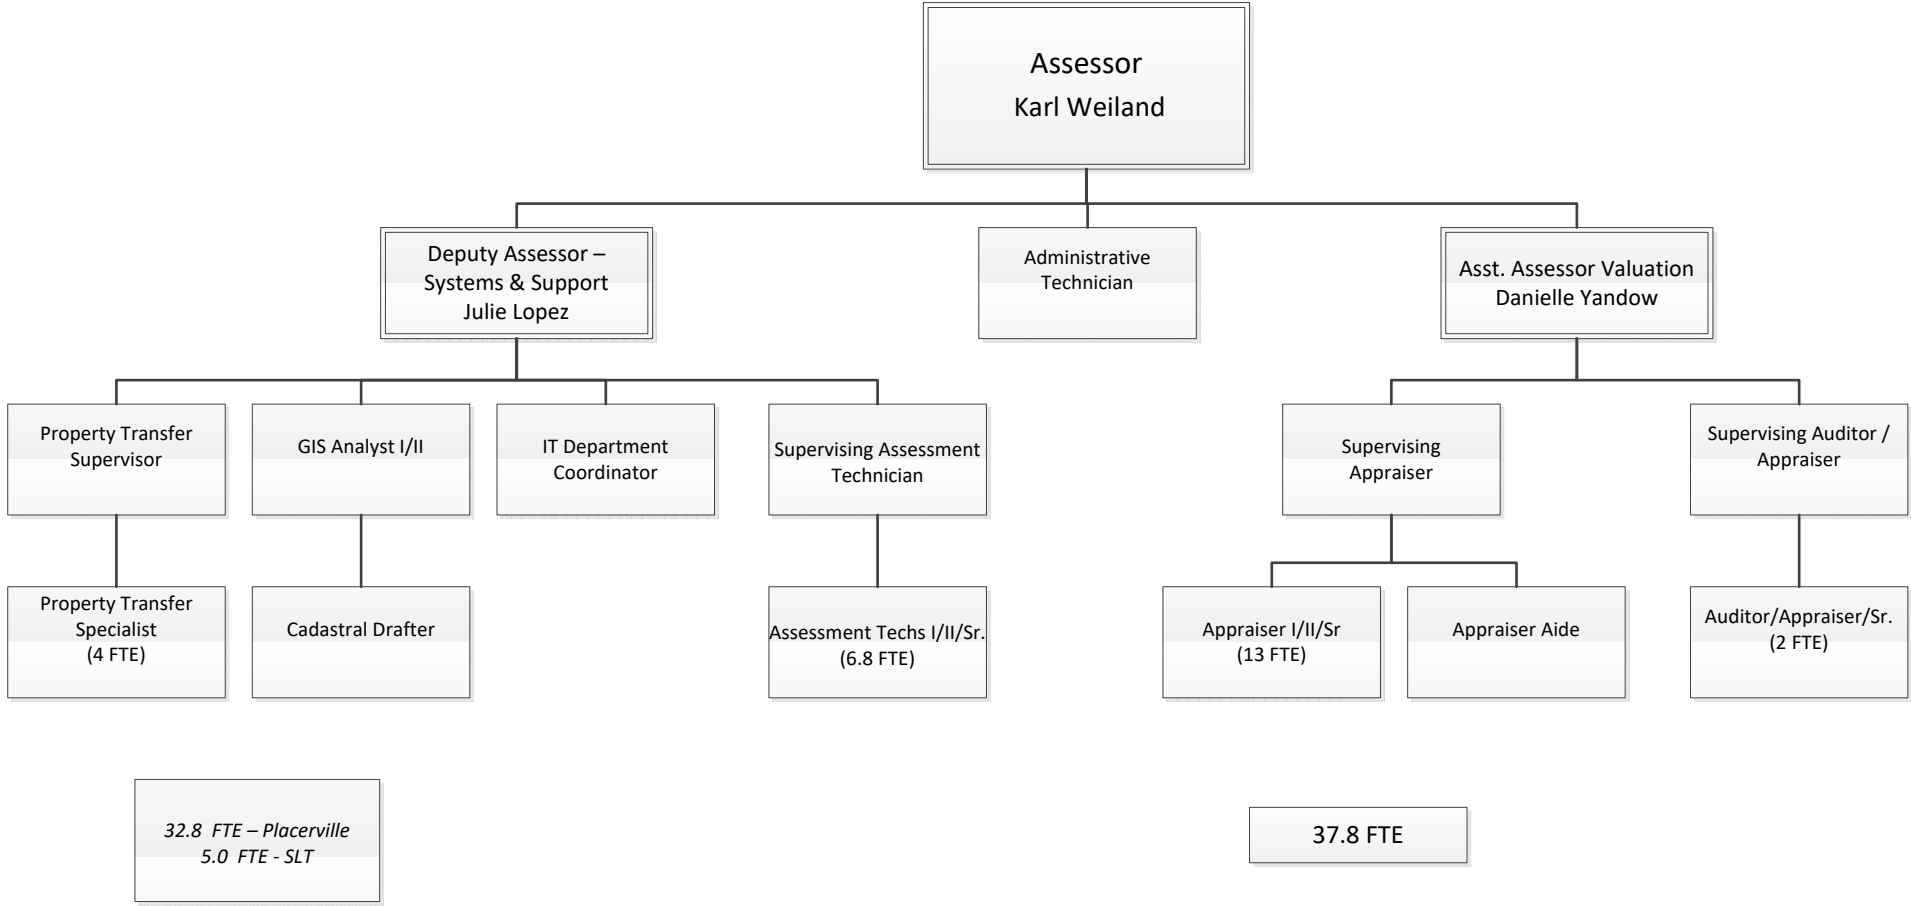 Assessor
Karl Weiland
Deputy Assessor –
Systems & Support
Julie Lopez
Administrative
Technician
Asst. Assessor Valuation
Danielle Yandow
Property Transfer
Supervisor
GIS Analyst I/II
IT Department
Coordinator
Supervising Assessment
Technician
Supervising
Appraiser
Supervising Auditor /
Appraiser
Property Transfer
Specialist
(4 FTE)
Cadastral Drafter
Assessment Techs I/II/Sr.
(6.8 FTE)
Appraiser I/II/Sr
(13 FTE)
Appraiser Aide
Auditor/Appraiser/Sr.
(2 FTE)
32.8 FTE – Placerville
5.0 FTE - SLT
37.8 FTE